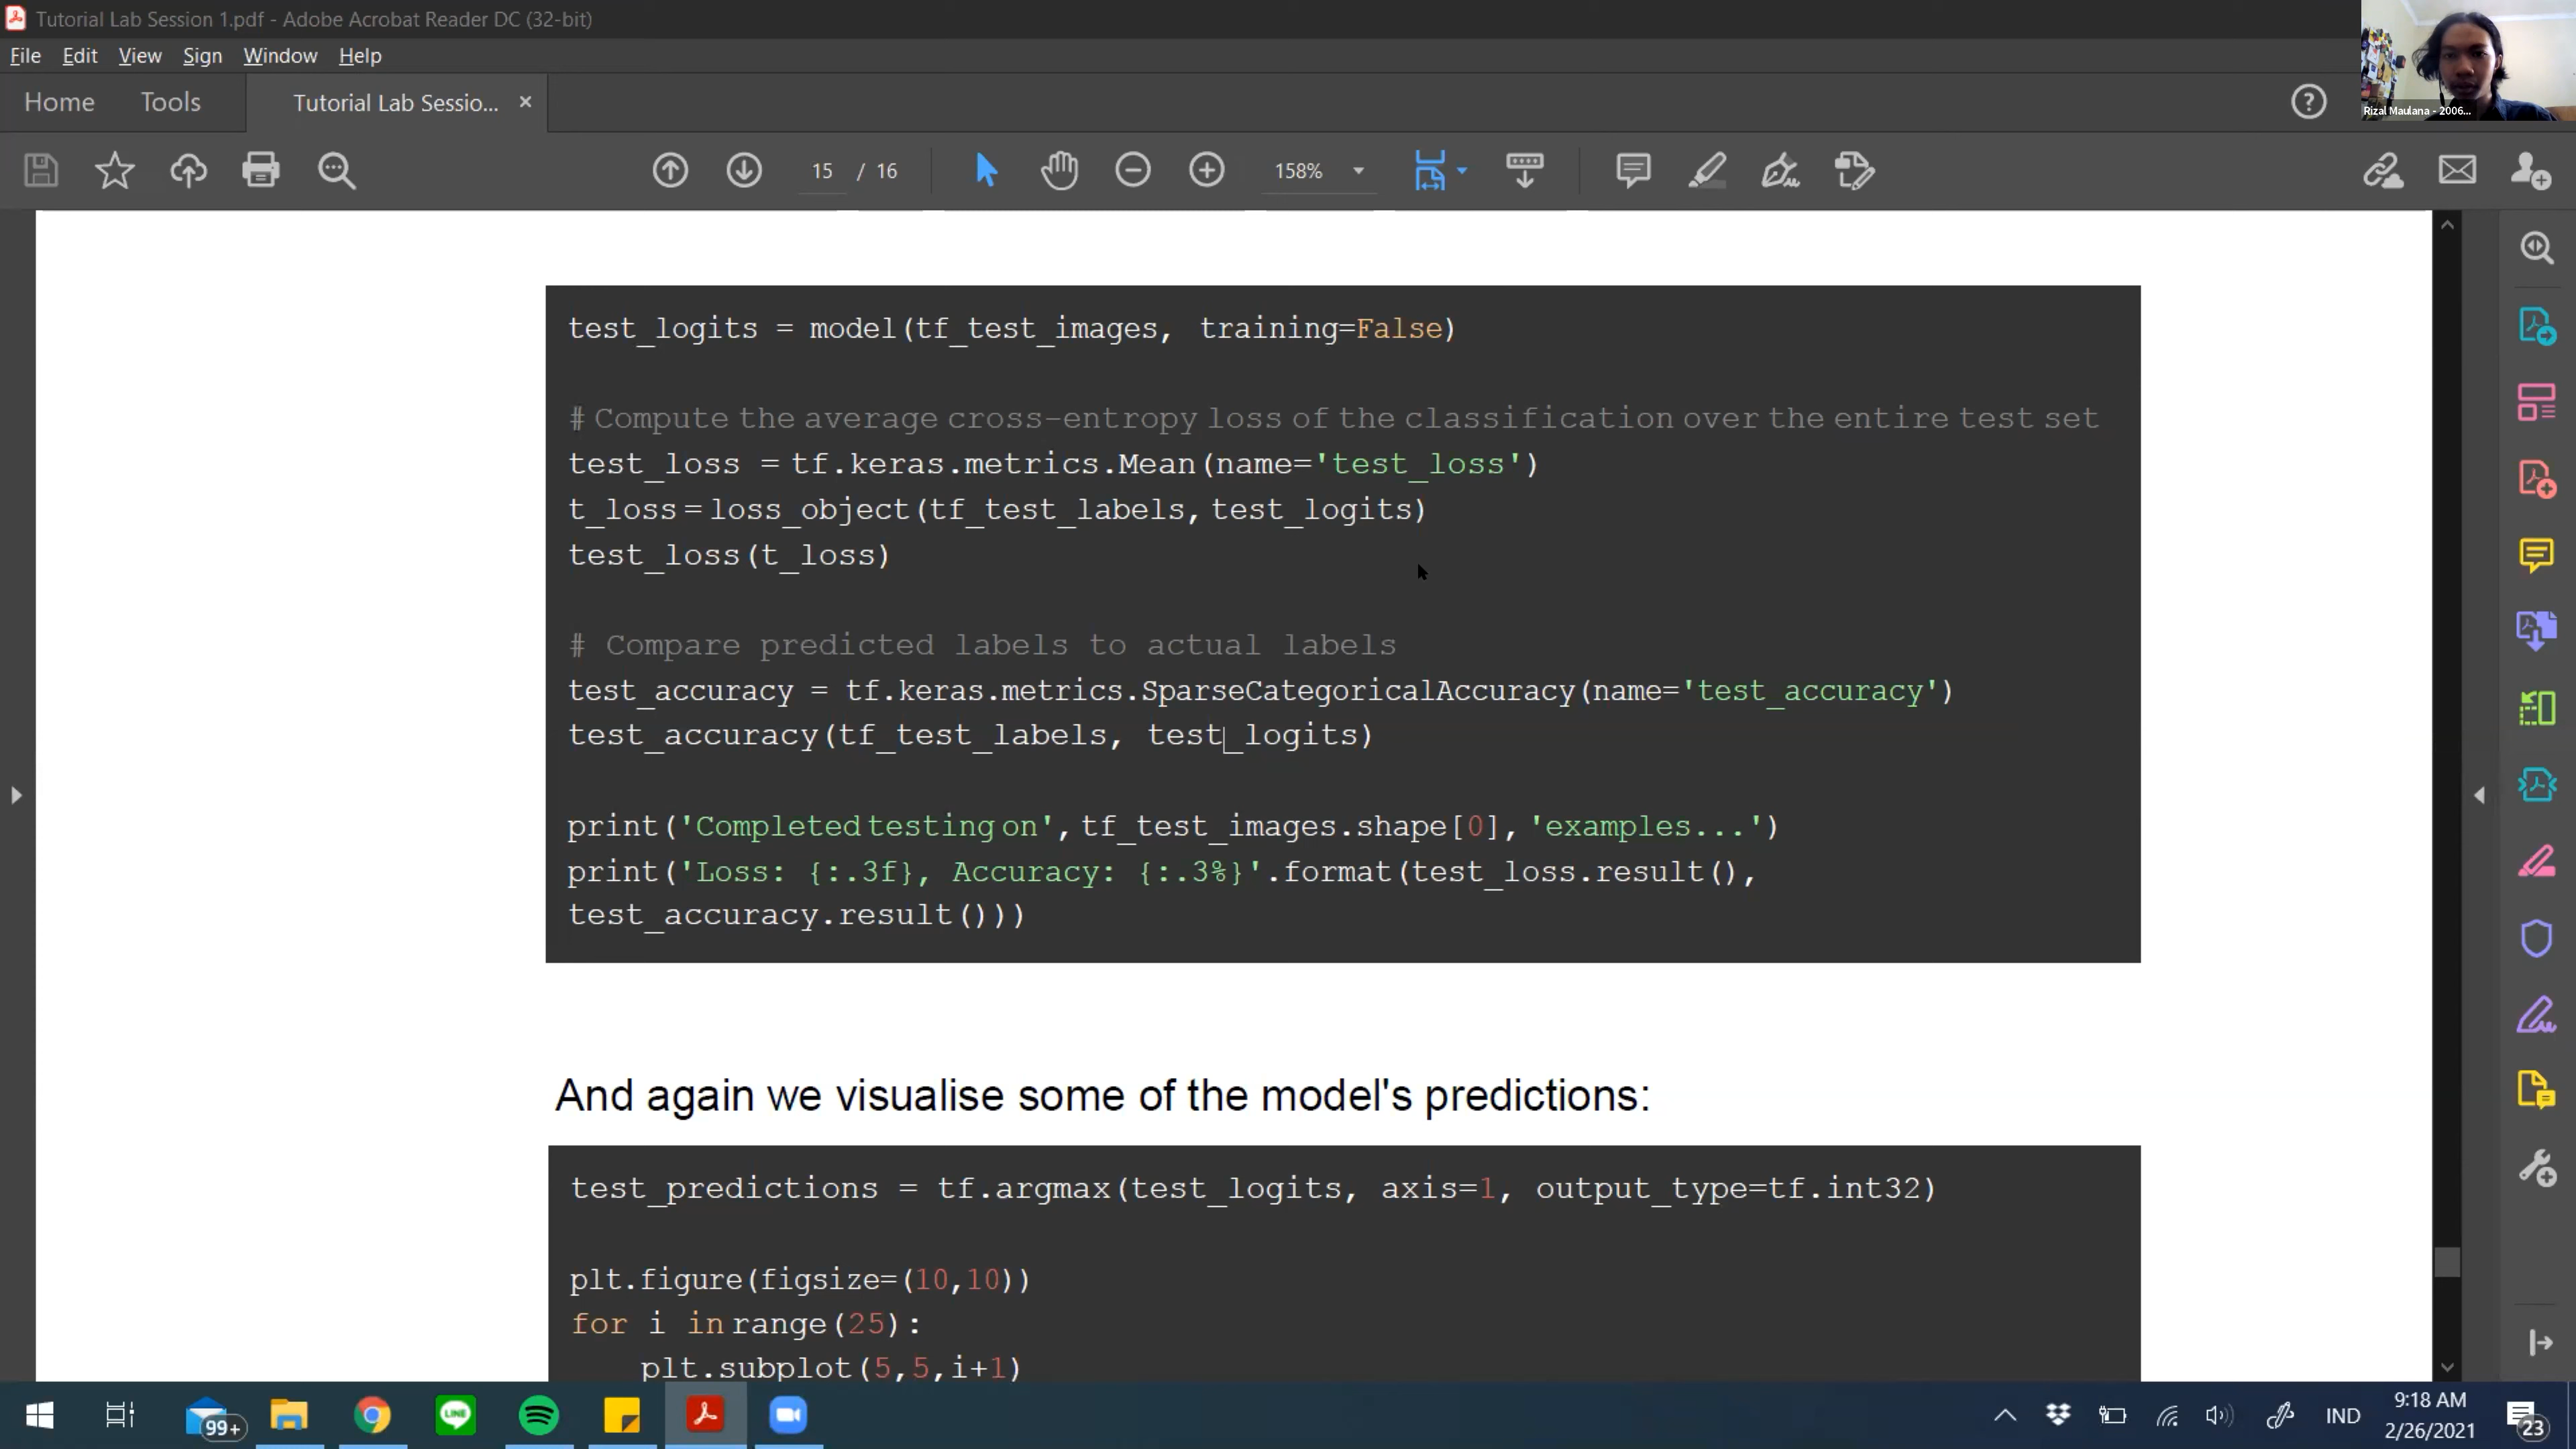 Tutorial Lab Session 1.pdf - Adobe Acrobat Reader DC (32-bit)
File Edit View Sign Window Help
Home Tools Tutorial Lab Sessio... ×
Rizal Maulana - 2006...
15 / 16 158%
test_logits = model(tf_test_images, training=False)
# Compute the average cross-entropy loss of the classification over the entire test set
test_loss = tf.keras.metrics.Mean(name='test_loss')
t_loss = loss_object(tf_test_labels, test_logits)
test_loss(t_loss)
# Compare predicted labels to actual labels
test_accuracy = tf.keras.metrics.SparseCategoricalAccuracy(name='test_accuracy')
test_accuracy(tf_test_labels, test_logits)
print('Completed testing on', tf_test_images.shape[0], 'examples...')
print('Loss: {:.3f}, Accuracy: {:.3%}'.format(test_loss.result(),
test_accuracy.result()))
And again we visualise some of the model's predictions:
test_predictions = tf.argmax(test_logits, axis=1, output_type=tf.int32)
plt.figure(figsize=(10,10))
for i in range(25):
plt.subplot(5,5,i+1)
99+
LINE
IND
9:18 AM
2/26/2021
23